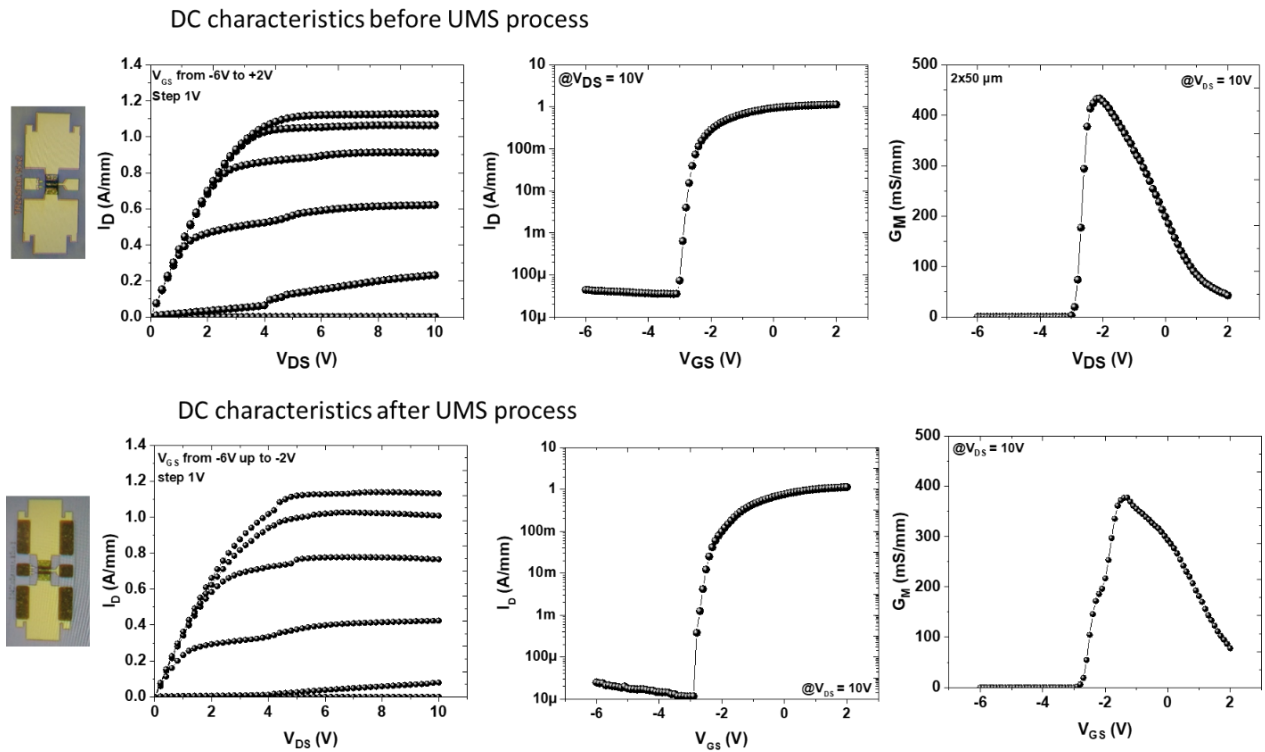 DC characteristics before UMS process
V_GS from -6V to +2V
Step 1V
1.4
1.2
1.0
0.8
0.6
0.4
0.2
0.0
I_D (A/mm)
0 2 4 6 8 10
V_DS (V)
@V_DS = 10V
10
1
100m
10m
1m
100µ
10µ
I_D (A/mm)
-6 -4 -2 0 2
V_GS (V)
2x50 µm
@V_DS = 10V
500
400
300
200
100
0
G_M (mS/mm)
-6 -4 -2 0 2
V_DS (V)
DC characteristics after UMS process
V_GS from -6V up to -2V
step 1V
1.4
1.2
1.0
0.8
0.6
0.4
0.2
0.0
I_D (A/mm)
0 2 4 6 8 10
V_DS (V)
10
1
100m
10m
1m
100µ
10µ
I_D (A/mm)
@V_DS = 10V
-6 -4 -2 0 2
V_GS (V)
@V_DS = 10V
500
400
300
200
100
0
G_M (mS/mm)
-6 -4 -2 0 2
V_GS (V)